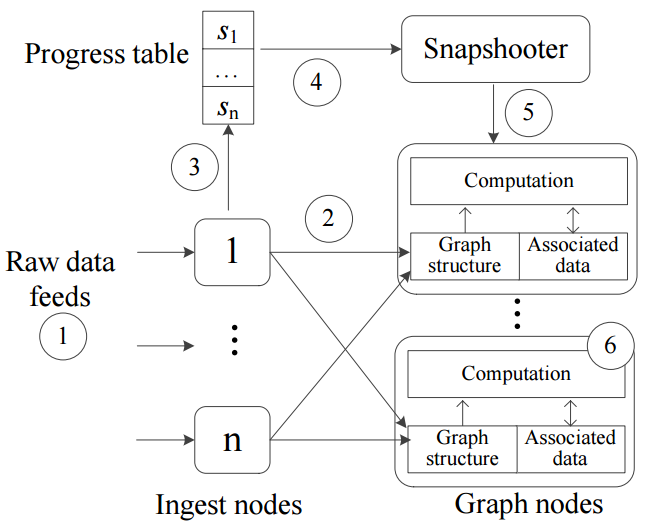 Progress table
s1
...
sn
4
Snapshooter
5
3
Computation
2
1
Graph
structure
Associated
data
Raw data
feeds
1
6
Computation
n
Graph
structure
Associated
data
Ingest nodes
Graph nodes